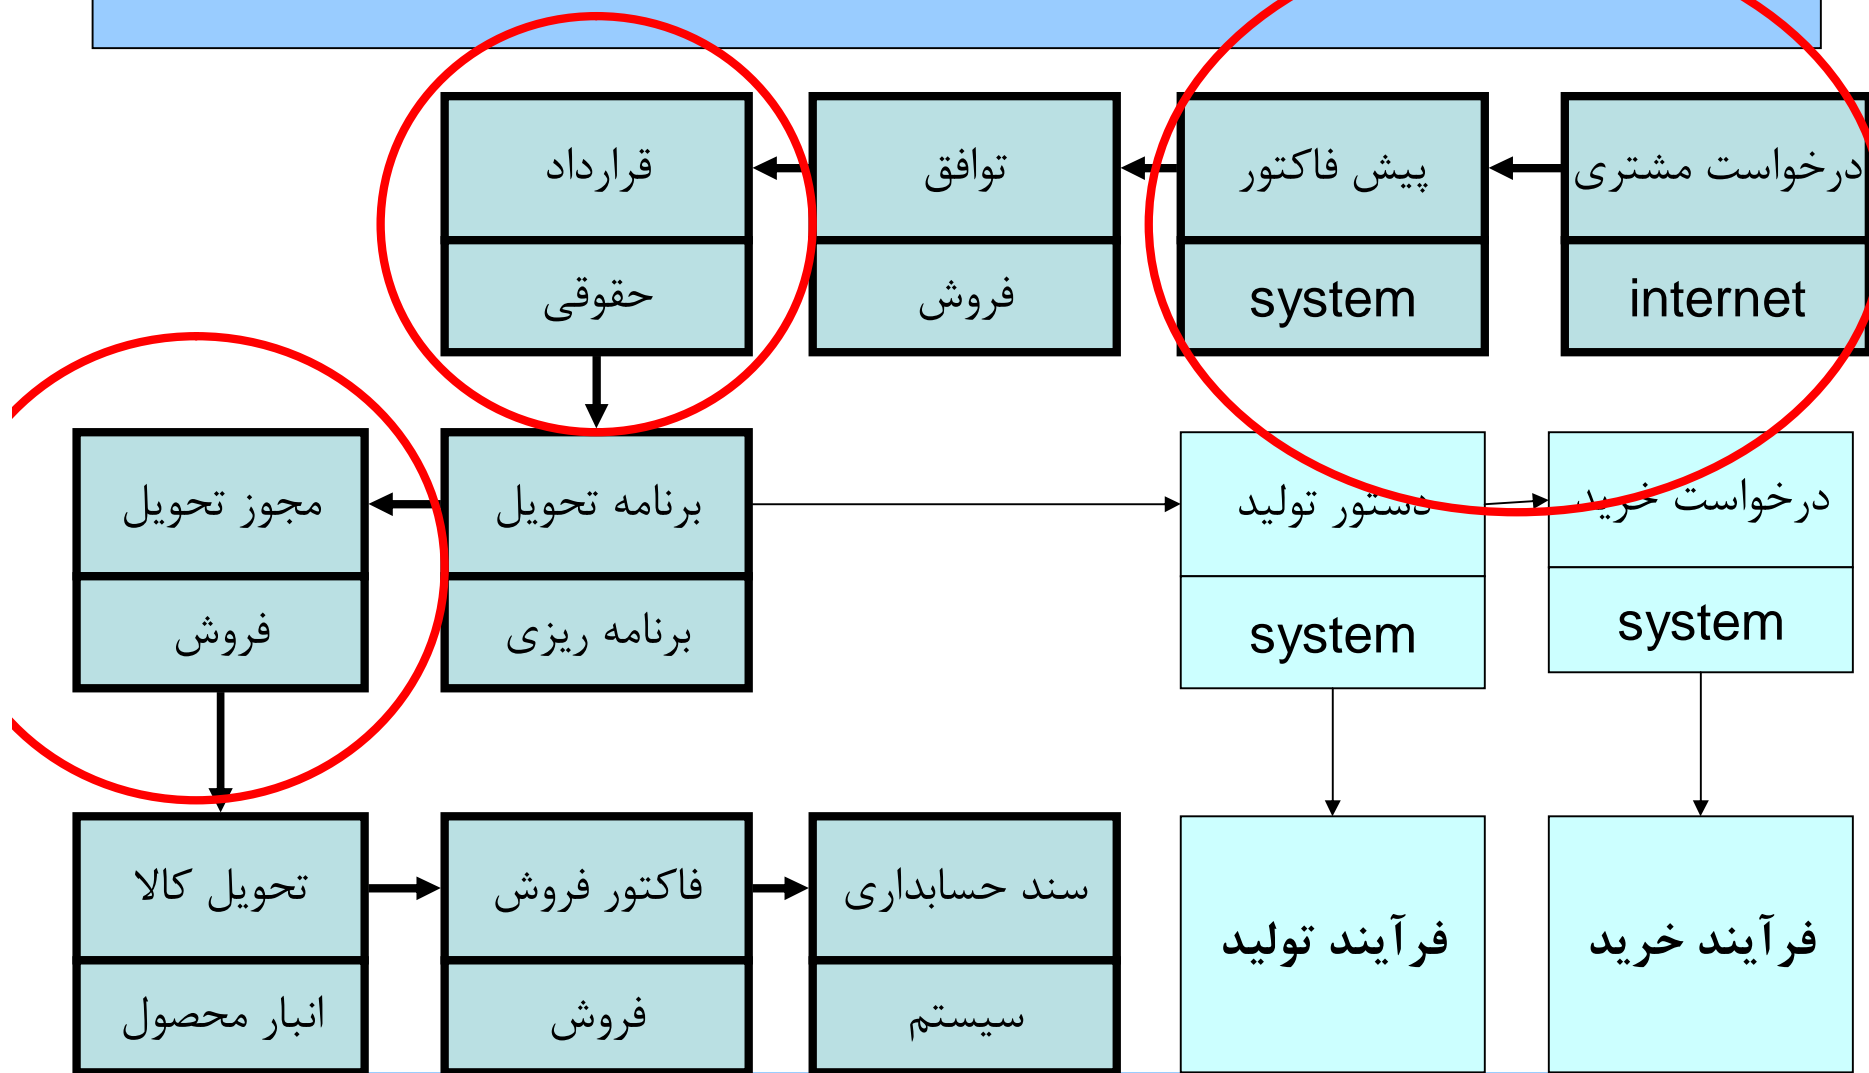 درخواست مشتری
internet
پیش فاکتور
system
توافق
فروش
قرارداد
حقوقی
درخواست خرید
system
دستور تولید
system
برنامه تحویل
برنامه ریزی
مجوز تحویل
فروش
فرآیند خرید
فرآیند تولید
سند حسابداری
سیستم
فاکتور فروش
فروش
تحویل کالا
انبار محصول